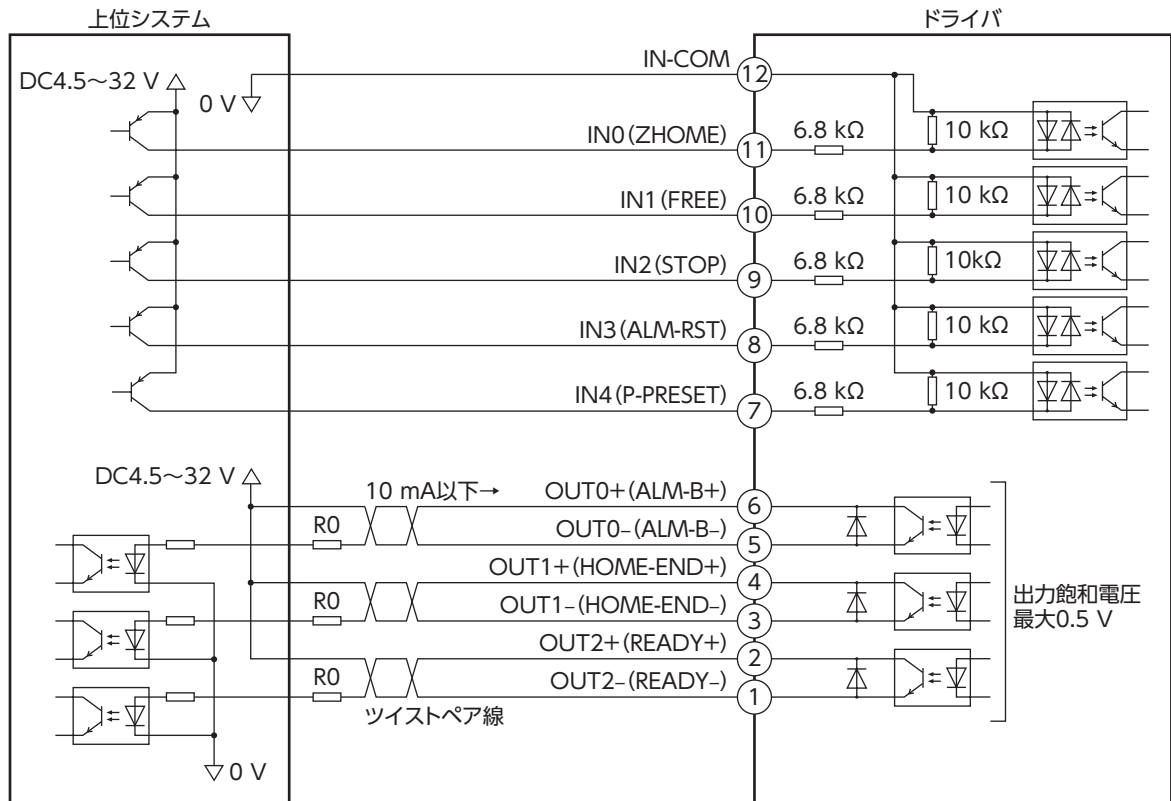 上位システム
ドライバ
DC4.5～32 V
0 V
IN-COM
12
IN0(ZHOME)
11
6.8 kΩ
10 kΩ
IN1(FREE)
10
6.8 kΩ
10 kΩ
IN2(STOP)
9
6.8 kΩ
10kΩ
IN3(ALM-RST)
8
6.8 kΩ
10 kΩ
IN4(P-PRESET)
7
6.8 kΩ
10 kΩ
DC4.5～32 V
10 mA以下→
OUT0+(ALM-B+)
6
R0
OUT0–(ALM-B–)
5
OUT1+(HOME-END+)
4
R0
OUT1–(HOME-END–)
3
OUT2+(READY+)
2
R0
OUT2–(READY–)
1
ツイストペア線
出力飽和電圧
最大0.5 V
0 V